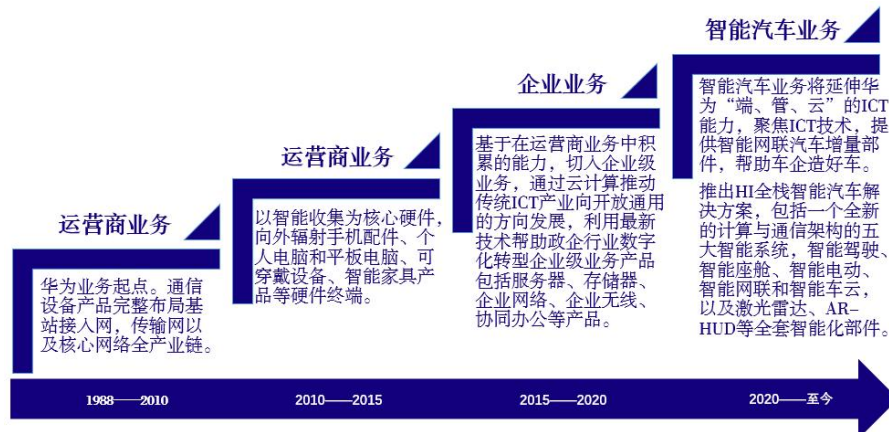 运营商业务
华为业务起点。通信
设备产品完整布局基
站接入网，传输网以
及核心网络全产业链。
运营商业务
以智能收集为核心硬件，
向外辐射手机配件、个
人电脑和平板电脑、可
穿戴设备、智能家具产
品等硬件终端。
企业业务
基于在运营商业务中积
累的能力，切入企业级
业务，通过云计算推动
传统ICT产业向开放通用
的方向发展，利用最新
技术帮助政企行业数字
化转型企业级业务产品
包括服务器、存储器、
企业网络、企业无线、
协同办公等产品。
智能汽车业务
智能汽车业务将延伸华
为“端、管、云”的ICT
能力，聚焦ICT技术，提
供智能网联汽车增量部
件，帮助车企造好车。
推出HI全栈智能汽车解
决方案，包括一个全新
的计算与通信架构的五
大智能系统，智能驾驶、
智能座舱、智能电动、
智能网联和智能车云，
以及激光雷达、AR-
HUD等全套智能化部件。
1988——2010
2010——2015
2015——2020
2020——至今